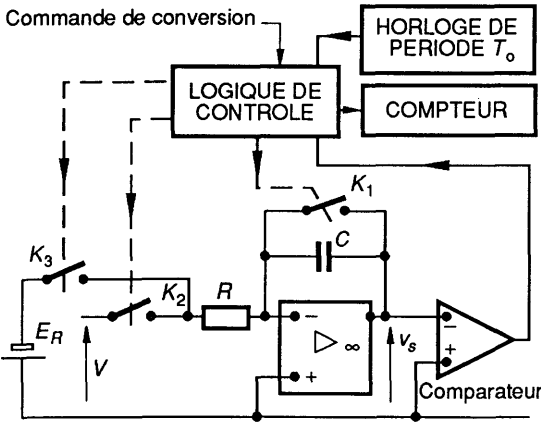 Commande de conversion
HORLOGE DE
PERIODE T₀
LOGIQUE DE
CONTROLE
COMPTEUR
K₁
K₃
C
K₂
R
E_R
V
−
∞
+
v_s
−
+
Comparateur